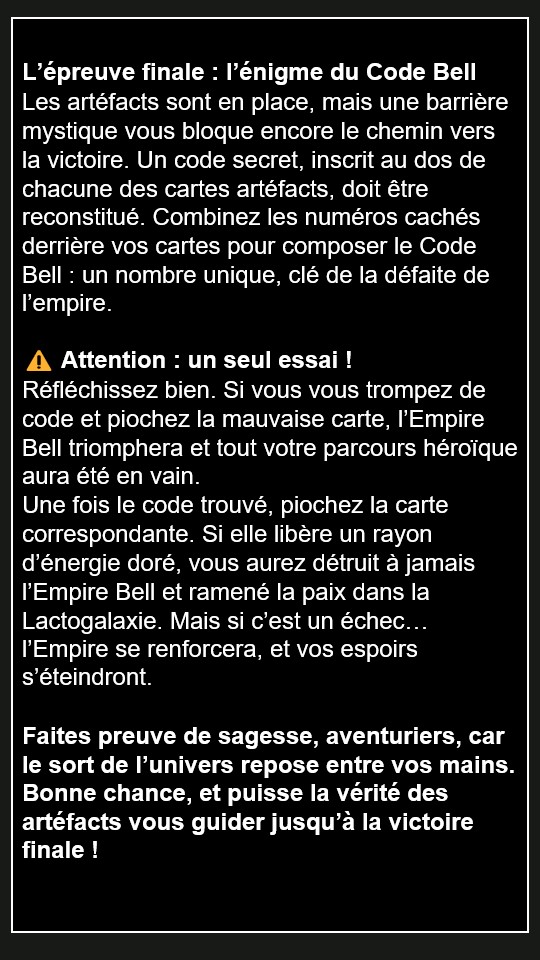 L’épreuve finale : l’énigme du Code Bell
Les artéfacts sont en place, mais une barrière
mystique vous bloque encore le chemin vers
la victoire. Un code secret, inscrit au dos de
chacune des cartes artéfacts, doit être
reconstitué. Combinez les numéros cachés
derrière vos cartes pour composer le Code
Bell : un nombre unique, clé de la défaite de
l’empire.
⚠️ Attention : un seul essai !
Réfléchissez bien. Si vous vous trompez de
code et piochez la mauvaise carte, l’Empire
Bell triomphera et tout votre parcours héroïque
aura été en vain.
Une fois le code trouvé, piochez la carte
correspondante. Si elle libère un rayon
d’énergie doré, vous aurez détruit à jamais
l’Empire Bell et ramené la paix dans la
Lactogalaxie. Mais si c’est un échec…
l’Empire se renforcera, et vos espoirs
s’éteindront.
Faites preuve de sagesse, aventuriers, car
le sort de l’univers repose entre vos mains.
Bonne chance, et puisse la vérité des
artéfacts vous guider jusqu’à la victoire
finale !